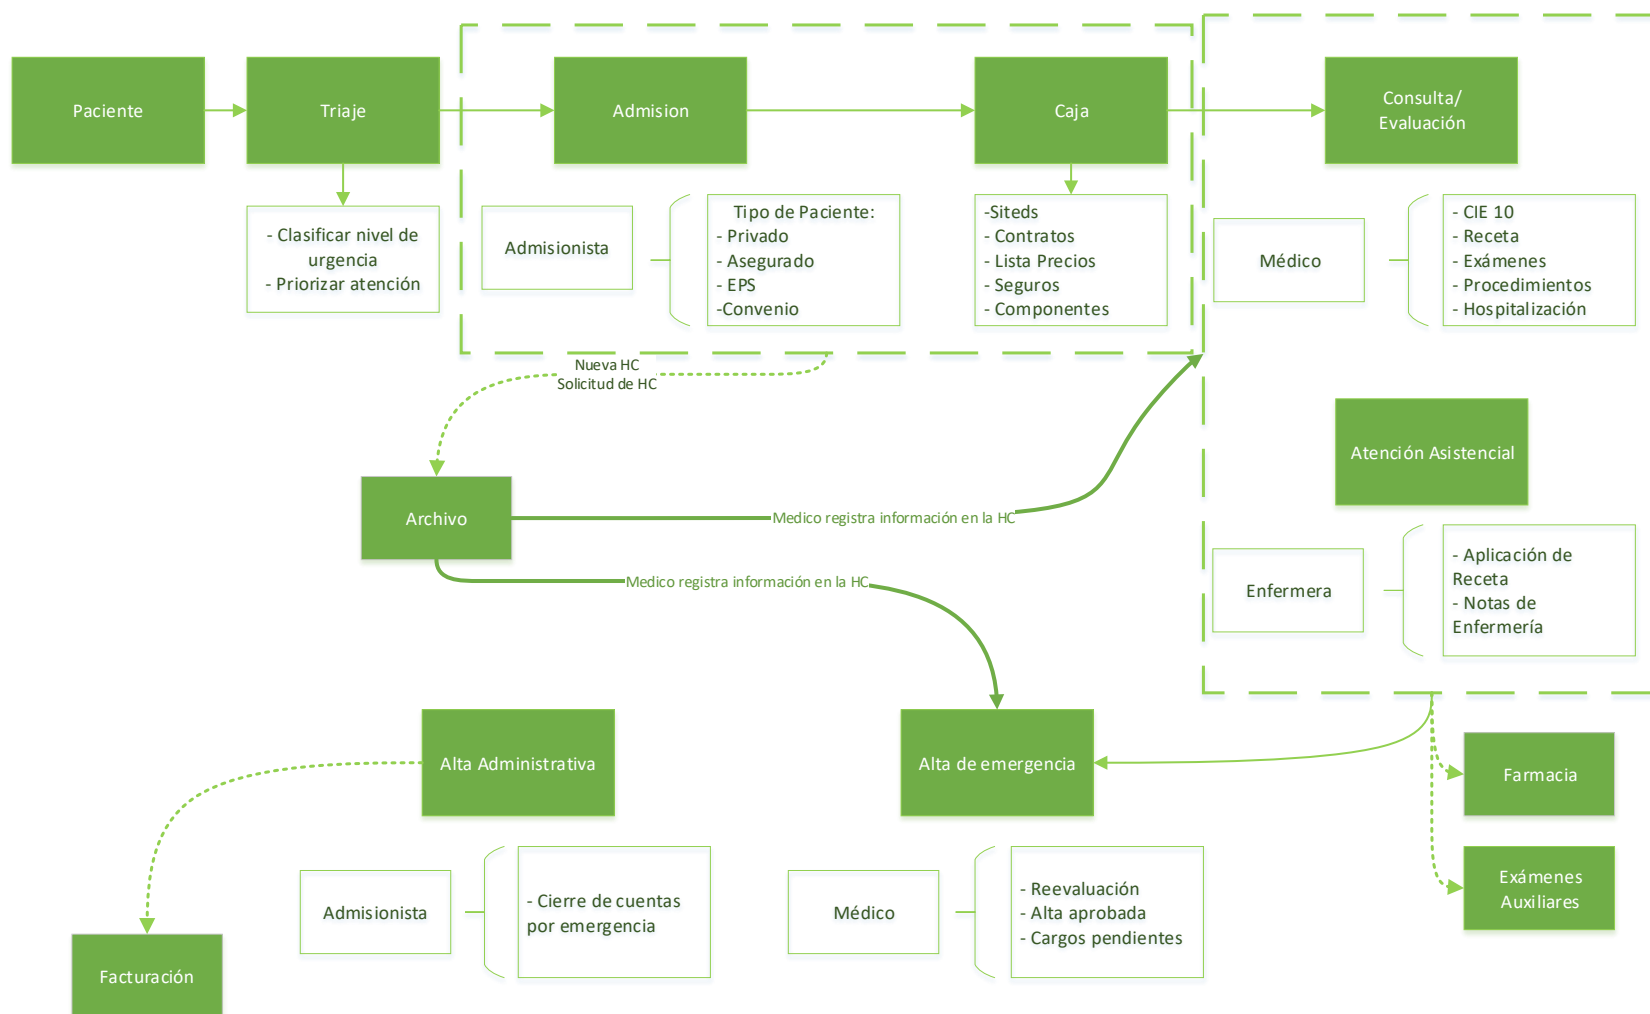 Paciente
Triaje
Admision
Caja
Consulta/
Evaluación
- Clasificar nivel de
urgencia
- Priorizar atención
Admisionista
Tipo de Paciente:
- Privado
- Asegurado
- EPS
-Convenio
-Siteds
- Contratos
- Lista Precios
- Seguros
- Componentes
Médico
- CIE 10
- Receta
- Exámenes
- Procedimientos
- Hospitalización
Nueva HC
Solicitud de HC
Atención Asistencial
Archivo
Medico registra información en la HC
Medico registra información en la HC
Enfermera
- Aplicación de
Receta
- Notas de
Enfermería
Alta Administrativa
Alta de emergencia
Farmacia
Admisionista
- Cierre de cuentas
por emergencia
Médico
- Reevaluación
- Alta aprobada
- Cargos pendientes
Exámenes
Auxiliares
Facturación